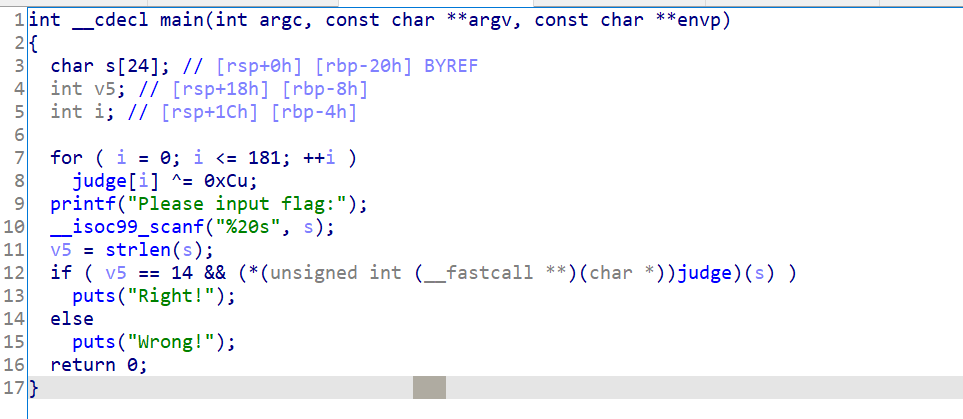 1 int __cdecl main(int argc, const char **argv, const char **envp)
2 {
3   char s[24]; // [rsp+0h] [rbp-20h] BYREF
4   int v5; // [rsp+18h] [rbp-8h]
5   int i; // [rsp+1Ch] [rbp-4h]
6
7   for ( i = 0; i <= 181; ++i )
8     judge[i] ^= 0xCu;
9   printf("Please input flag:");
10   __isoc99_scanf("%20s", s);
11   v5 = strlen(s);
12   if ( v5 == 14 && (*(unsigned int (__fastcall **)(char *))judge)(s) )
13     puts("Right!");
14   else
15     puts("Wrong!");
16   return 0;
17 }